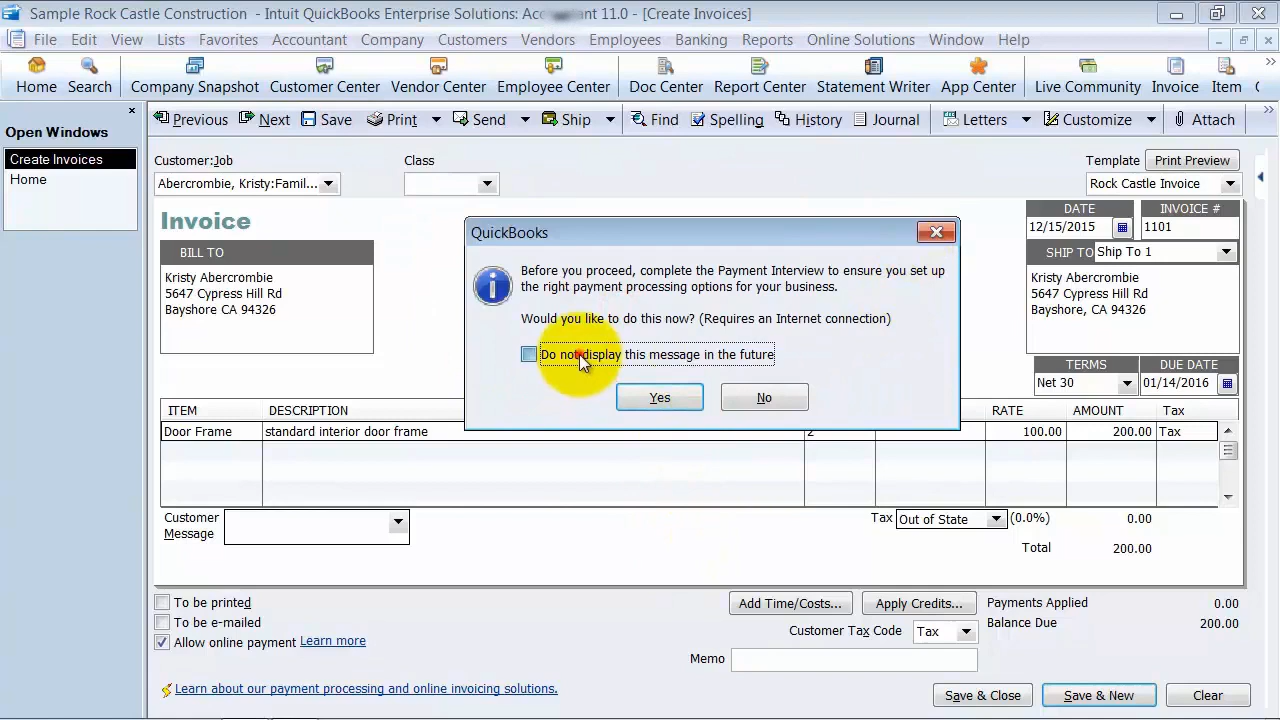 Sample Rock Castle Construction - Intuit QuickBooks Enterprise Solutions: Accountant 11.0 - [Create Invoices]
File Edit View Lists Favorites Accountant Company Customers Vendors Employees Banking Reports Online Solutions Window Help
Home Search Company Snapshot Customer Center Vendor Center Employee Center Doc Center Report Center Statement Writer App Center Live Community Invoice Item
Open Windows
Create Invoices
Home
Previous Next Save Print Send Ship Find Spelling History Journal Letters Customize Attach
Customer:Job Class Template Print Preview
Abercrombie, Kristy:Famil... Rock Castle Invoice
Invoice
DATE INVOICE #
12/15/2015 1101
BILL TO
SHIP TO Ship To 1
Kristy Abercrombie
5647 Cypress Hill Rd
Bayshore CA 94326
Kristy Abercrombie
5647 Cypress Hill Rd
Bayshore, CA 94326
QuickBooks
Before you proceed, complete the Payment Interview to ensure you set up
the right payment processing options for your business.
Would you like to do this now? (Requires an Internet connection)
Do not display this message in the future
Yes No
TERMS DUE DATE
Net 30 01/14/2016
ITEM DESCRIPTION RATE AMOUNT Tax
Door Frame standard interior door frame 2 100.00 200.00 Tax
Customer
Message
Tax Out of State (0.0%) 0.00
Total 200.00
To be printed
To be e-mailed
Allow online payment Learn more
Add Time/Costs... Apply Credits... Payments Applied 0.00
Customer Tax Code Tax Balance Due 200.00
Memo
Learn about our payment processing and online invoicing solutions.
Save & Close Save & New Clear